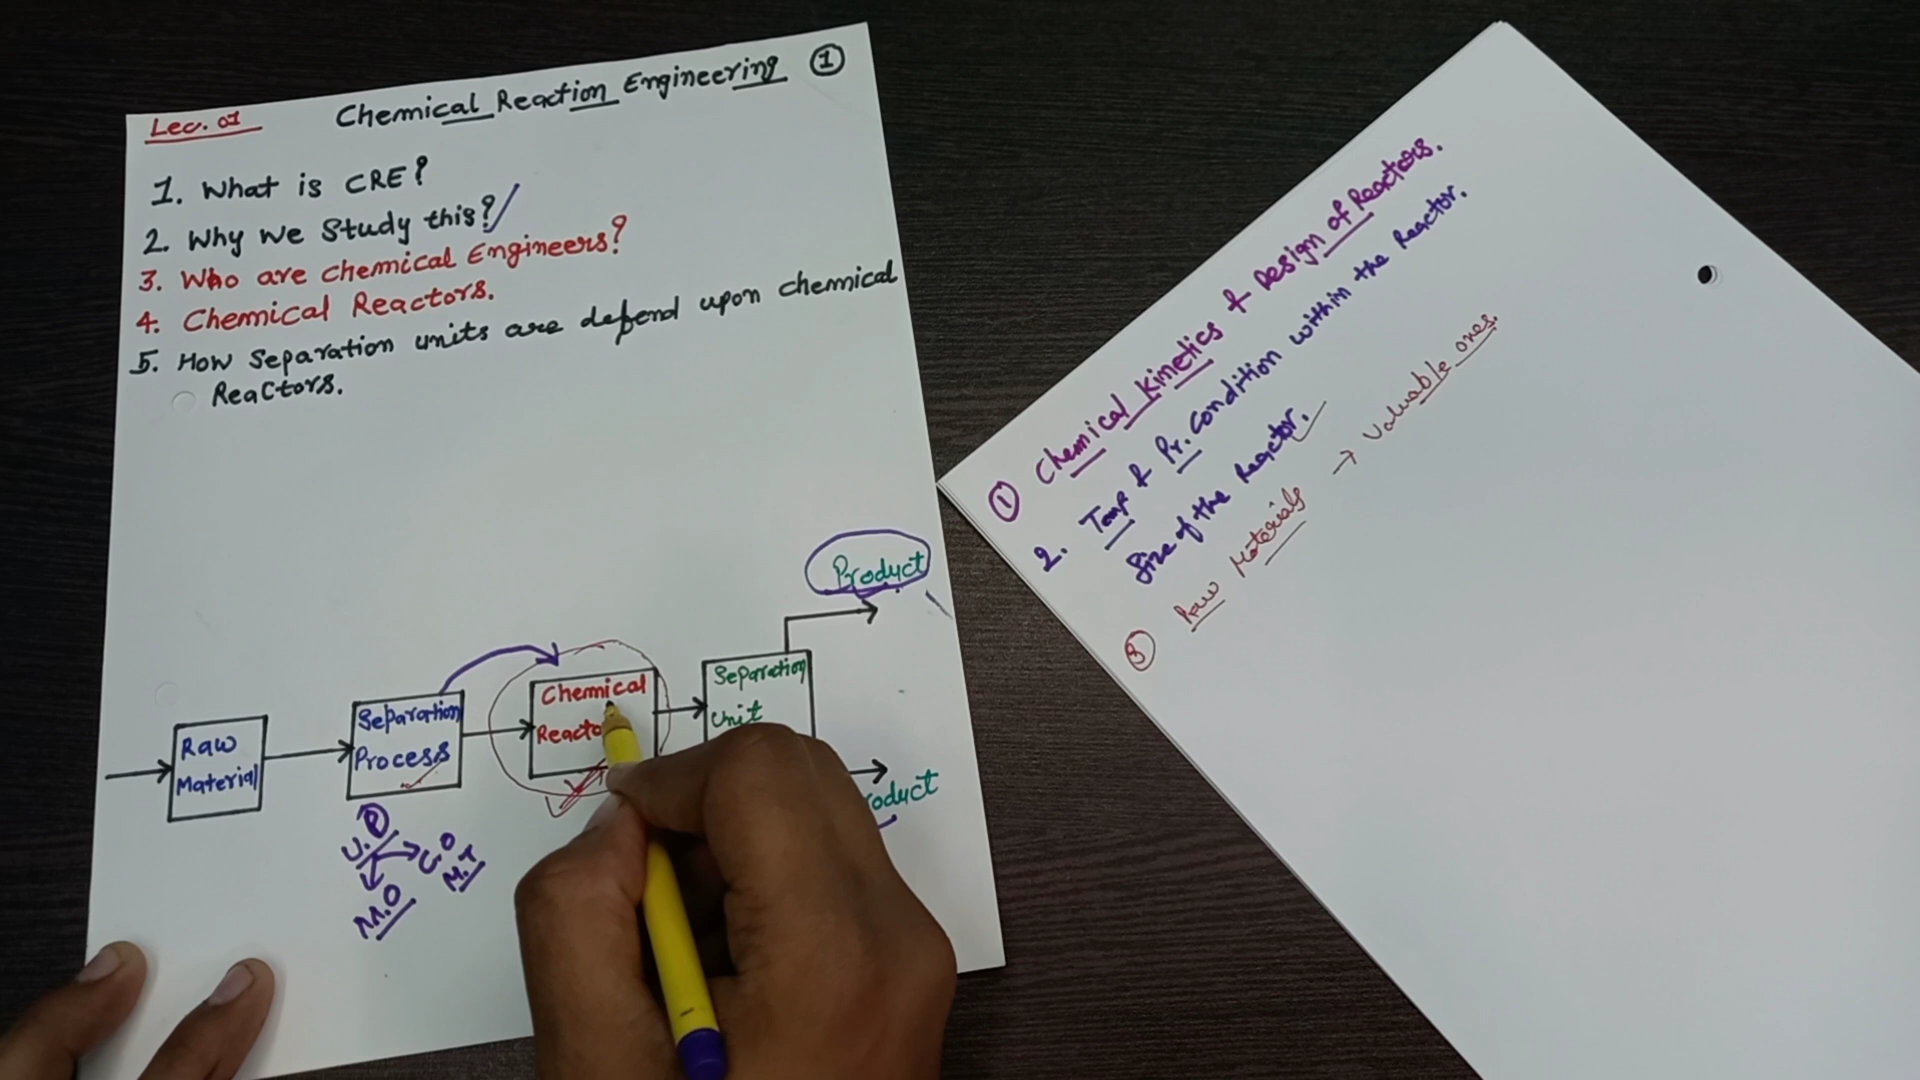 Lec. 01 Chemical Reaction Engineering 1
1. What is CRE?
2. Why We Study this?
3. Who are Chemical Engineers?
4. Chemical Reactors.
5. How Separation units are depend upon chemical
Reactors.
Product
Raw
Material
Separation
Process
Chemical
Reacto
Separation
Unit
oduct
U.P
U O
M.T
M.O
1 Chemical Kinetics & Design of Reactors.
2. Temp & Pr. Condition within the Reactor.
Size of the Reactor.
3 Raw Materials → Valuable ones.